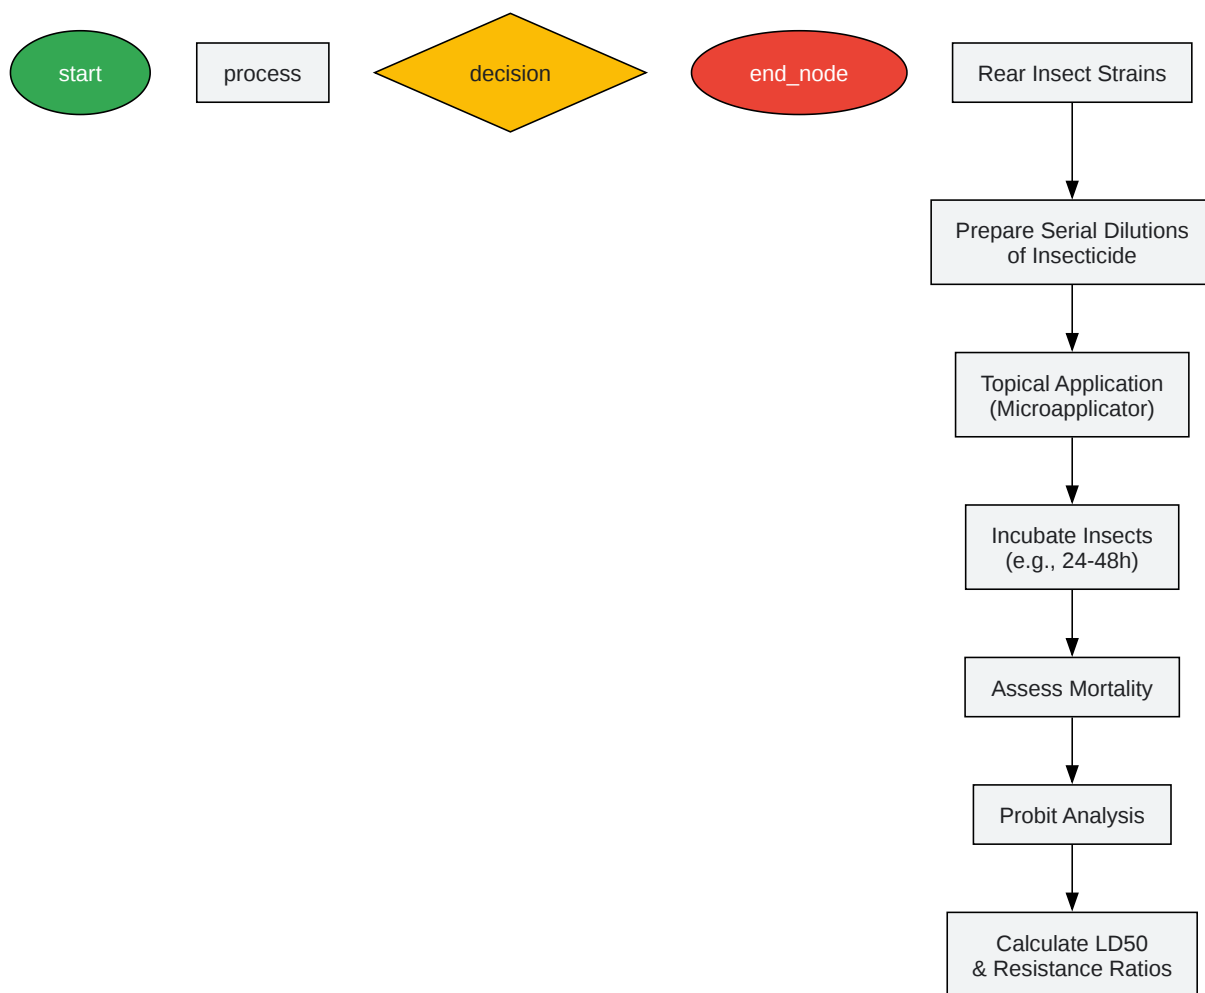 start
process
decision
end_node
Rear Insect Strains
Prepare Serial Dilutions
of Insecticide
Topical Application
(Microapplicator)
Incubate Insects
(e.g., 24-48h)
Assess Mortality
Probit Analysis
Calculate LD50
& Resistance Ratios